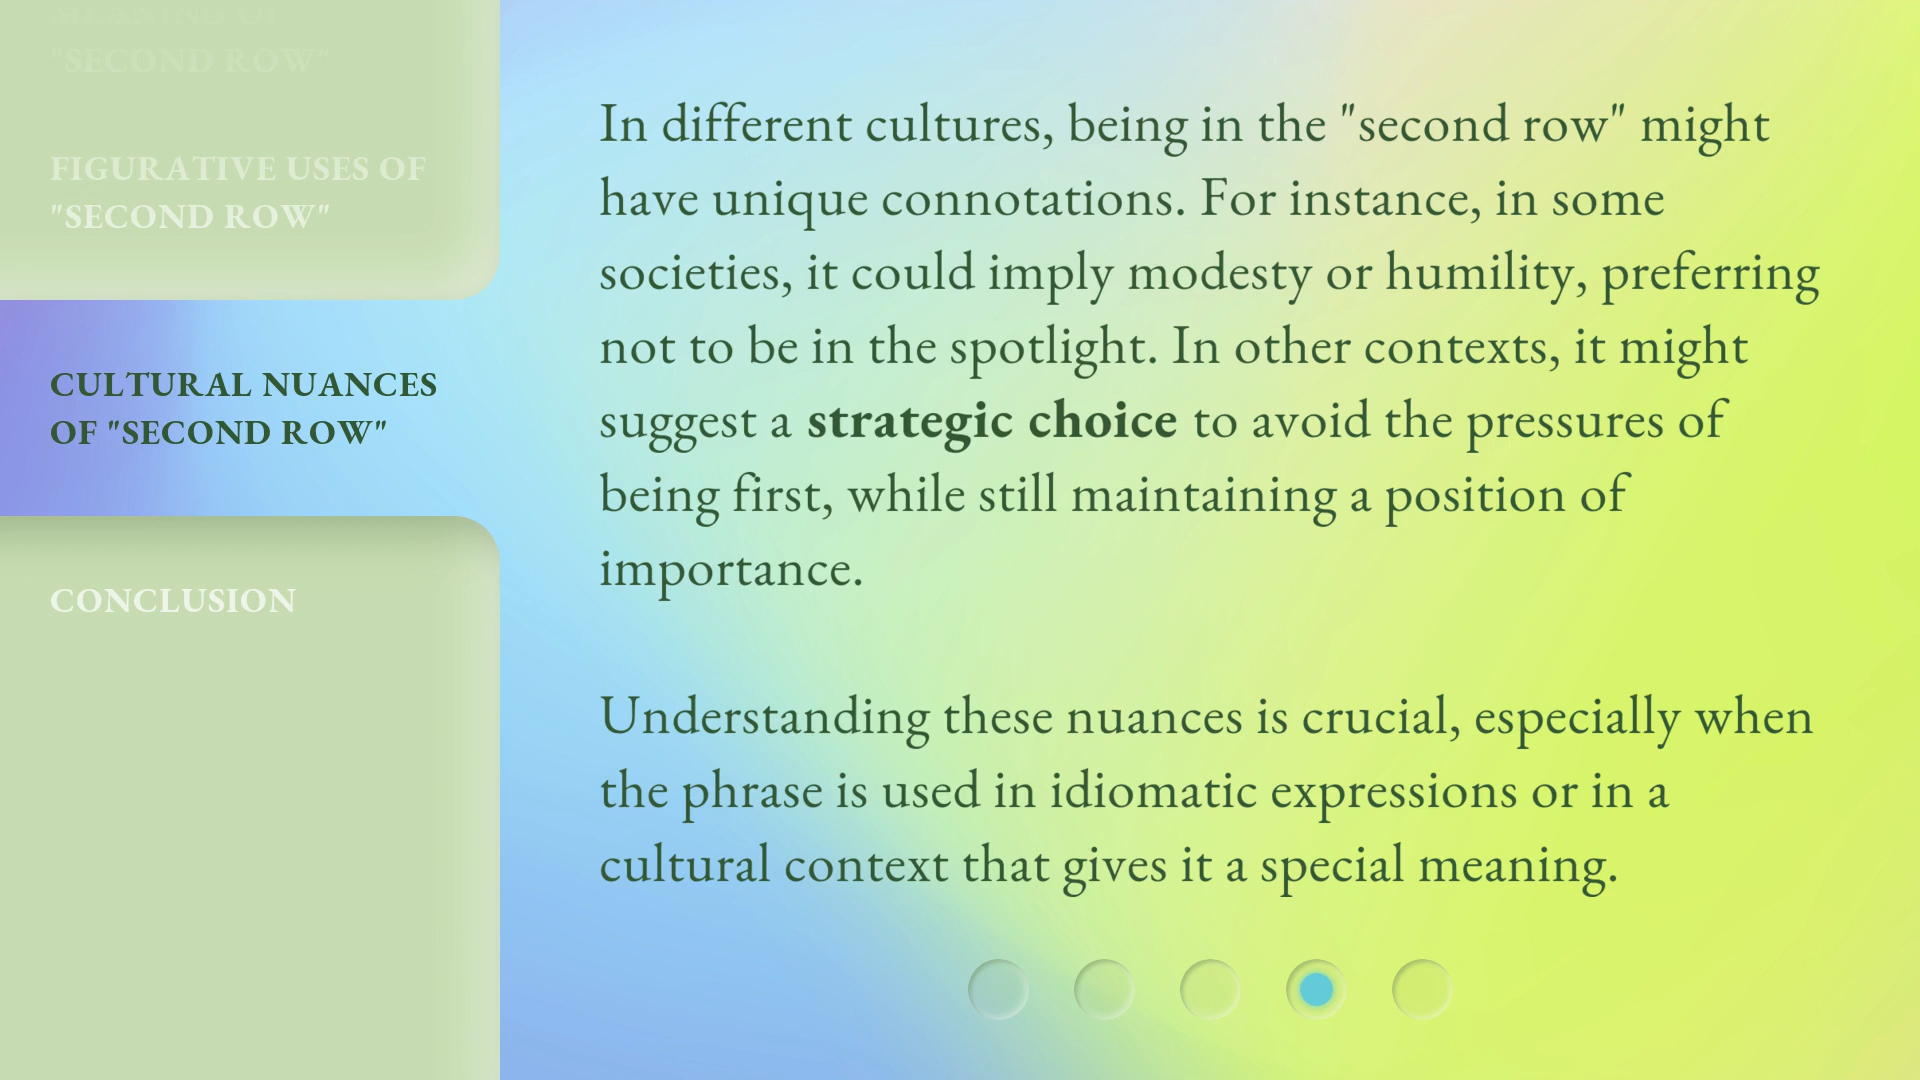 "SECOND ROW"
FIGURATIVE USES OF
"SECOND ROW"
CULTURAL NUANCES
OF "SECOND ROW"
CONCLUSION
In different cultures, being in the "second row" might
have unique connotations. For instance, in some
societies, it could imply modesty or humility, preferring
not to be in the spotlight. In other contexts, it might
suggest a strategic choice to avoid the pressures of
being first, while still maintaining a position of
importance.
Understanding these nuances is crucial, especially when
the phrase is used in idiomatic expressions or in a
cultural context that gives it a special meaning.